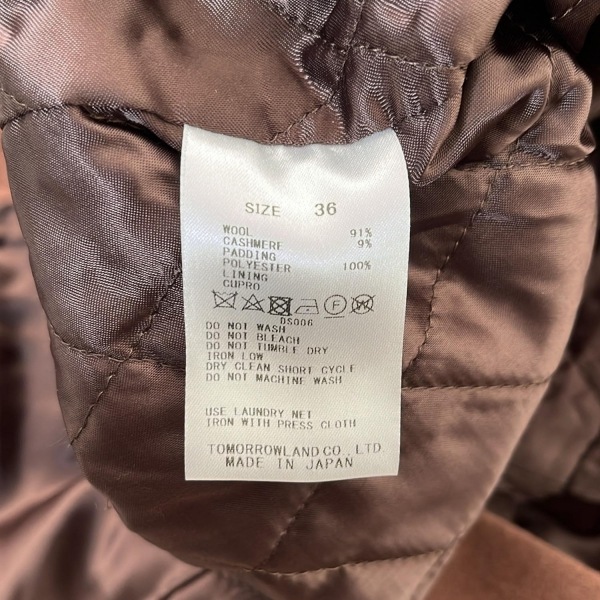 SIZE 36
WOOL 91%
CASHMERE 9%
PADDING
POLYESTER 100%
LINING
CUPRO
F W
DS006
DO NOT WASH
DO NOT BLEACH
DO NOT TUMBLE DRY
IRON LOW
DRY CLEAN SHORT CYCLE
DO NOT MACHINE WASH
USE LAUNDRY NET
IRON WITH PRESS CLOTH
TOMORROWLAND CO., LTD.
MADE IN JAPAN